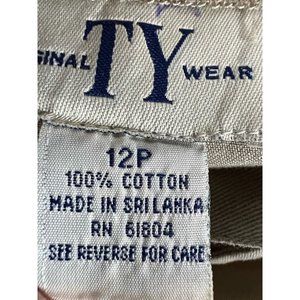 GINAL TY WEAR
12P
100% COTTON
MADE IN SRI LANKA
RN 61804
SEE REVERSE FOR CARE